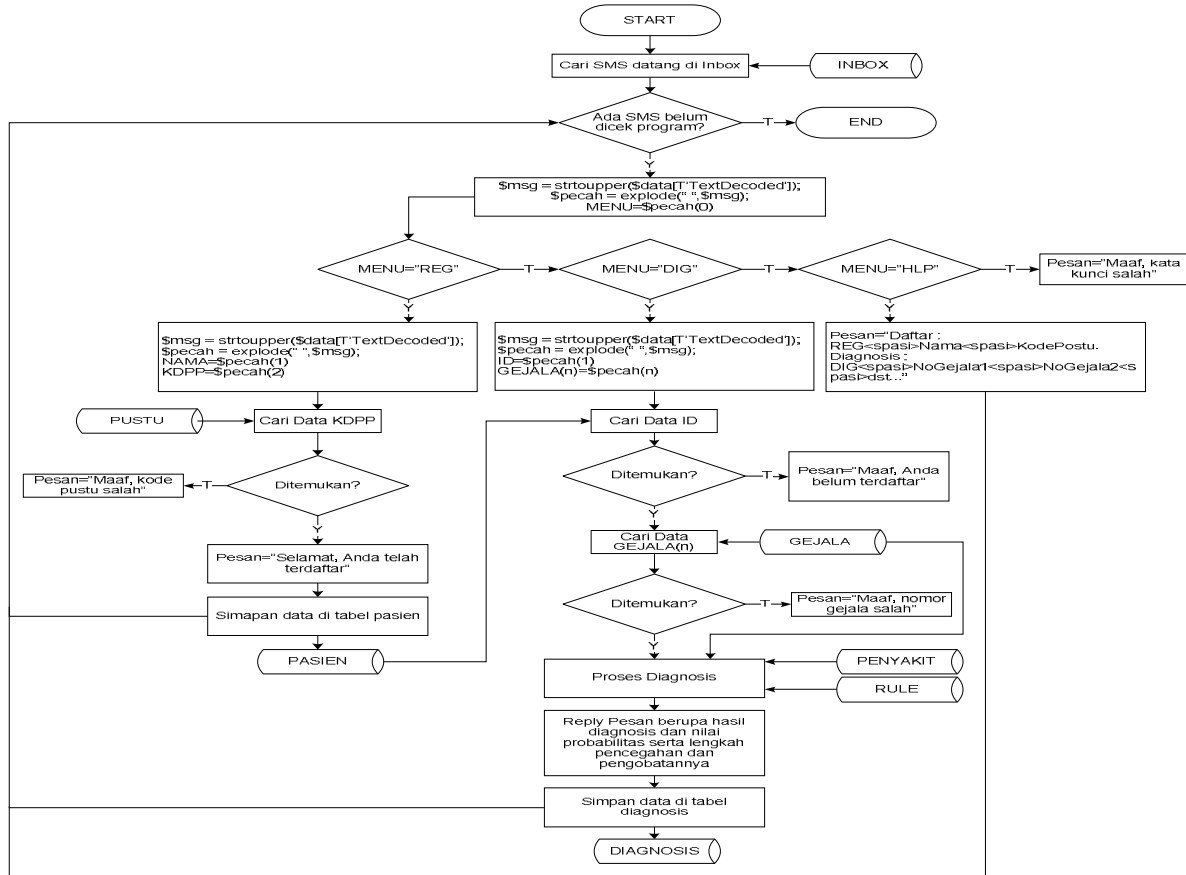 START
Cari SMS datang di Inbox
INBOX
Ada SMS belum
dicek program?
T
END
Y
$msg = strtoupper($data[T'TextDecoded']);
$pecah = explode(" ",$msg);
MENU=$pecah(0)
MENU="REG"
T
MENU="DIG"
T
MENU="HLP"
T
Pesan="Maaf, kata
kunci salah"
Y
Y
Y
$msg = strtoupper($data[T'TextDecoded']);
$pecah = explode(" ",$msg);
NAMA=$pecah(1)
KDPP=$pecah(2)
$msg = strtoupper($data[T'TextDecoded']);
$pecah = explode(" ",$msg);
ID=$pecah(1)
GEJALA(n)=$pecah(n)
Pesan="Daftar :
REG<spasi>Nama<spasi>KodePostu.
Diagnosis :
DIG<spasi>NoGejala1<spasi>NoGejala2<s
pasi>dst..."
PUSTU
Cari Data KDPP
Cari Data ID
Pesan="Maaf, kode
pustu salah"
T
Ditemukan?
Ditemukan?
T
Pesan="Maaf, Anda
belum terdaftar"
Y
Y
Pesan="Selamat, Anda telah
terdaftar"
Cari Data
GEJALA(n)
GEJALA
Simapan data di tabel pasien
Ditemukan?
T
Pesan="Maaf, nomor
gejala salah"
Y
PASIEN
Proses Diagnosis
PENYAKIT
RULE
Reply Pesan berupa hasil
diagnosis dan nilai
probabilitas serta lengkah
pencegahan dan
pengobatannya
Simpan data di tabel
diagnosis
DIAGNOSIS